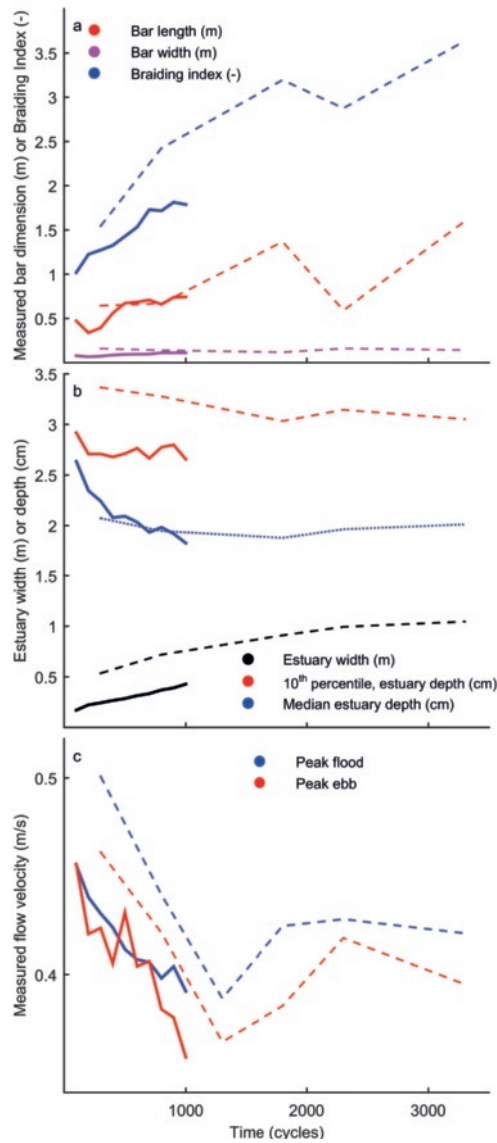 a
Bar length (m)
Bar width (m)
Braiding index (-)
Measured bar dimension (m) or Braiding Index (-)
3.5
3
2.5
2
1.5
1
0.5
b
Estuary width (m) or depth (cm)
3.5
3
2.5
2
1.5
1
0.5
Estuary width (m)
10th percentile, estuary depth (cm)
Median estuary depth (cm)
c
Peak flood
Peak ebb
Measured flow velocity (m/s)
0.5
0.4
1000 2000 3000
Time (cycles)